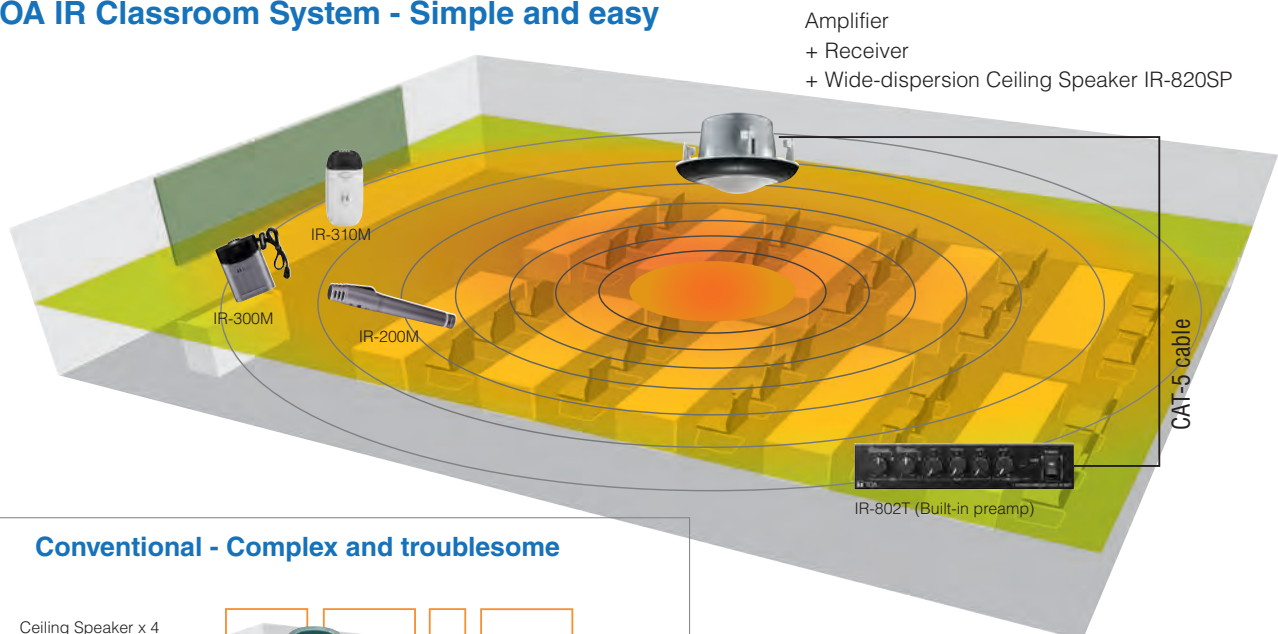 OA IR Classroom System - Simple and easy
Amplifier
+ Receiver
+ Wide-dispersion Ceiling Speaker IR-820SP
IR-310M
IR-300M
IR-200M
CAT-5 cable
TOA
IR-802T (Built-in preamp)
Conventional - Complex and troublesome
Ceiling Speaker x 4